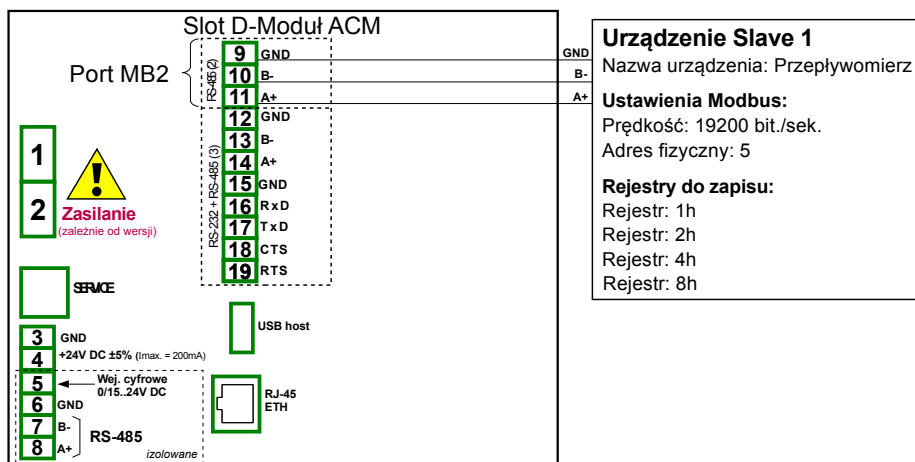 Slot D-Moduł ACM
Port MB2
RS-485 (2)
9 GND
10 B-
11 A+
RS-232 + RS-485 (3)
12 GND
13 B-
14 A+
15 GND
16 RxD
17 TxD
18 CTS
19 RTS
1
2
Zasilanie
(zależnie od wersji)
SERVICE
3 GND
4 +24V DC ±5% (Imax. = 200mA)
5 Wej. cyfrowe
0/15..24V DC
6 GND
7 B-
8 A+
RS-485
izolowane
USB host
RJ-45
ETH
GND
B-
A+
Urządzenie Slave 1
Nazwa urządzenia: Przepływomierz
Ustawienia Modbus:
Prędkość: 19200 bit./sek.
Adres fizyczny: 5
Rejestry do zapisu:
Rejestr: 1h
Rejestr: 2h
Rejestr: 4h
Rejestr: 8h